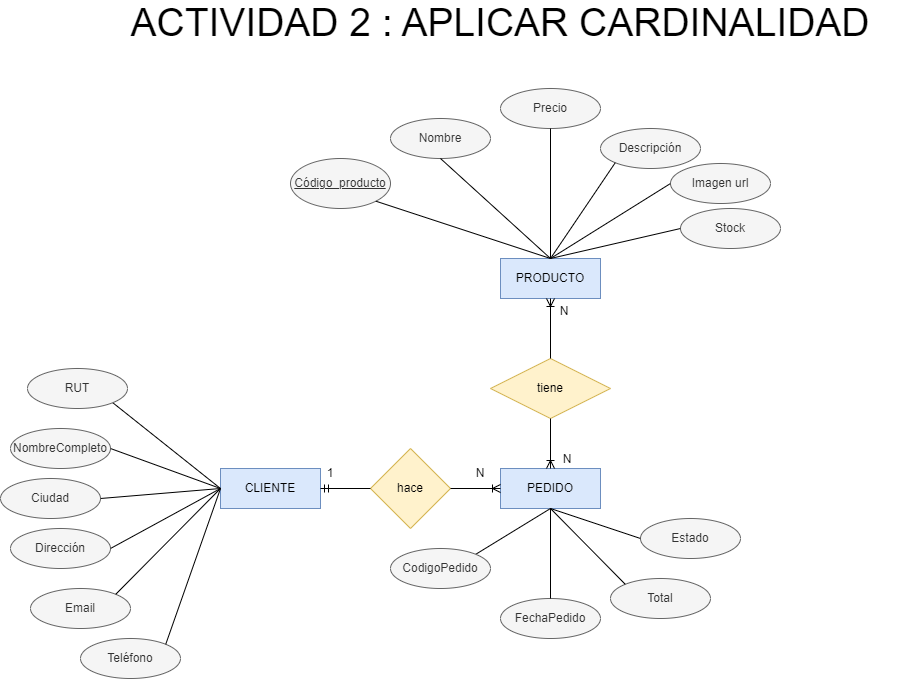 ACTIVIDAD 2 : APLICAR CARDINALIDAD
Precio
Nombre
Descripción
Código_producto
Imagen url
Stock
PRODUCTO
N
RUT
tiene
NombreCompleto
N
1
N
CLIENTE
hace
PEDIDO
Ciudad
Dirección
Estado
CodigoPedido
Email
Total
FechaPedido
Teléfono